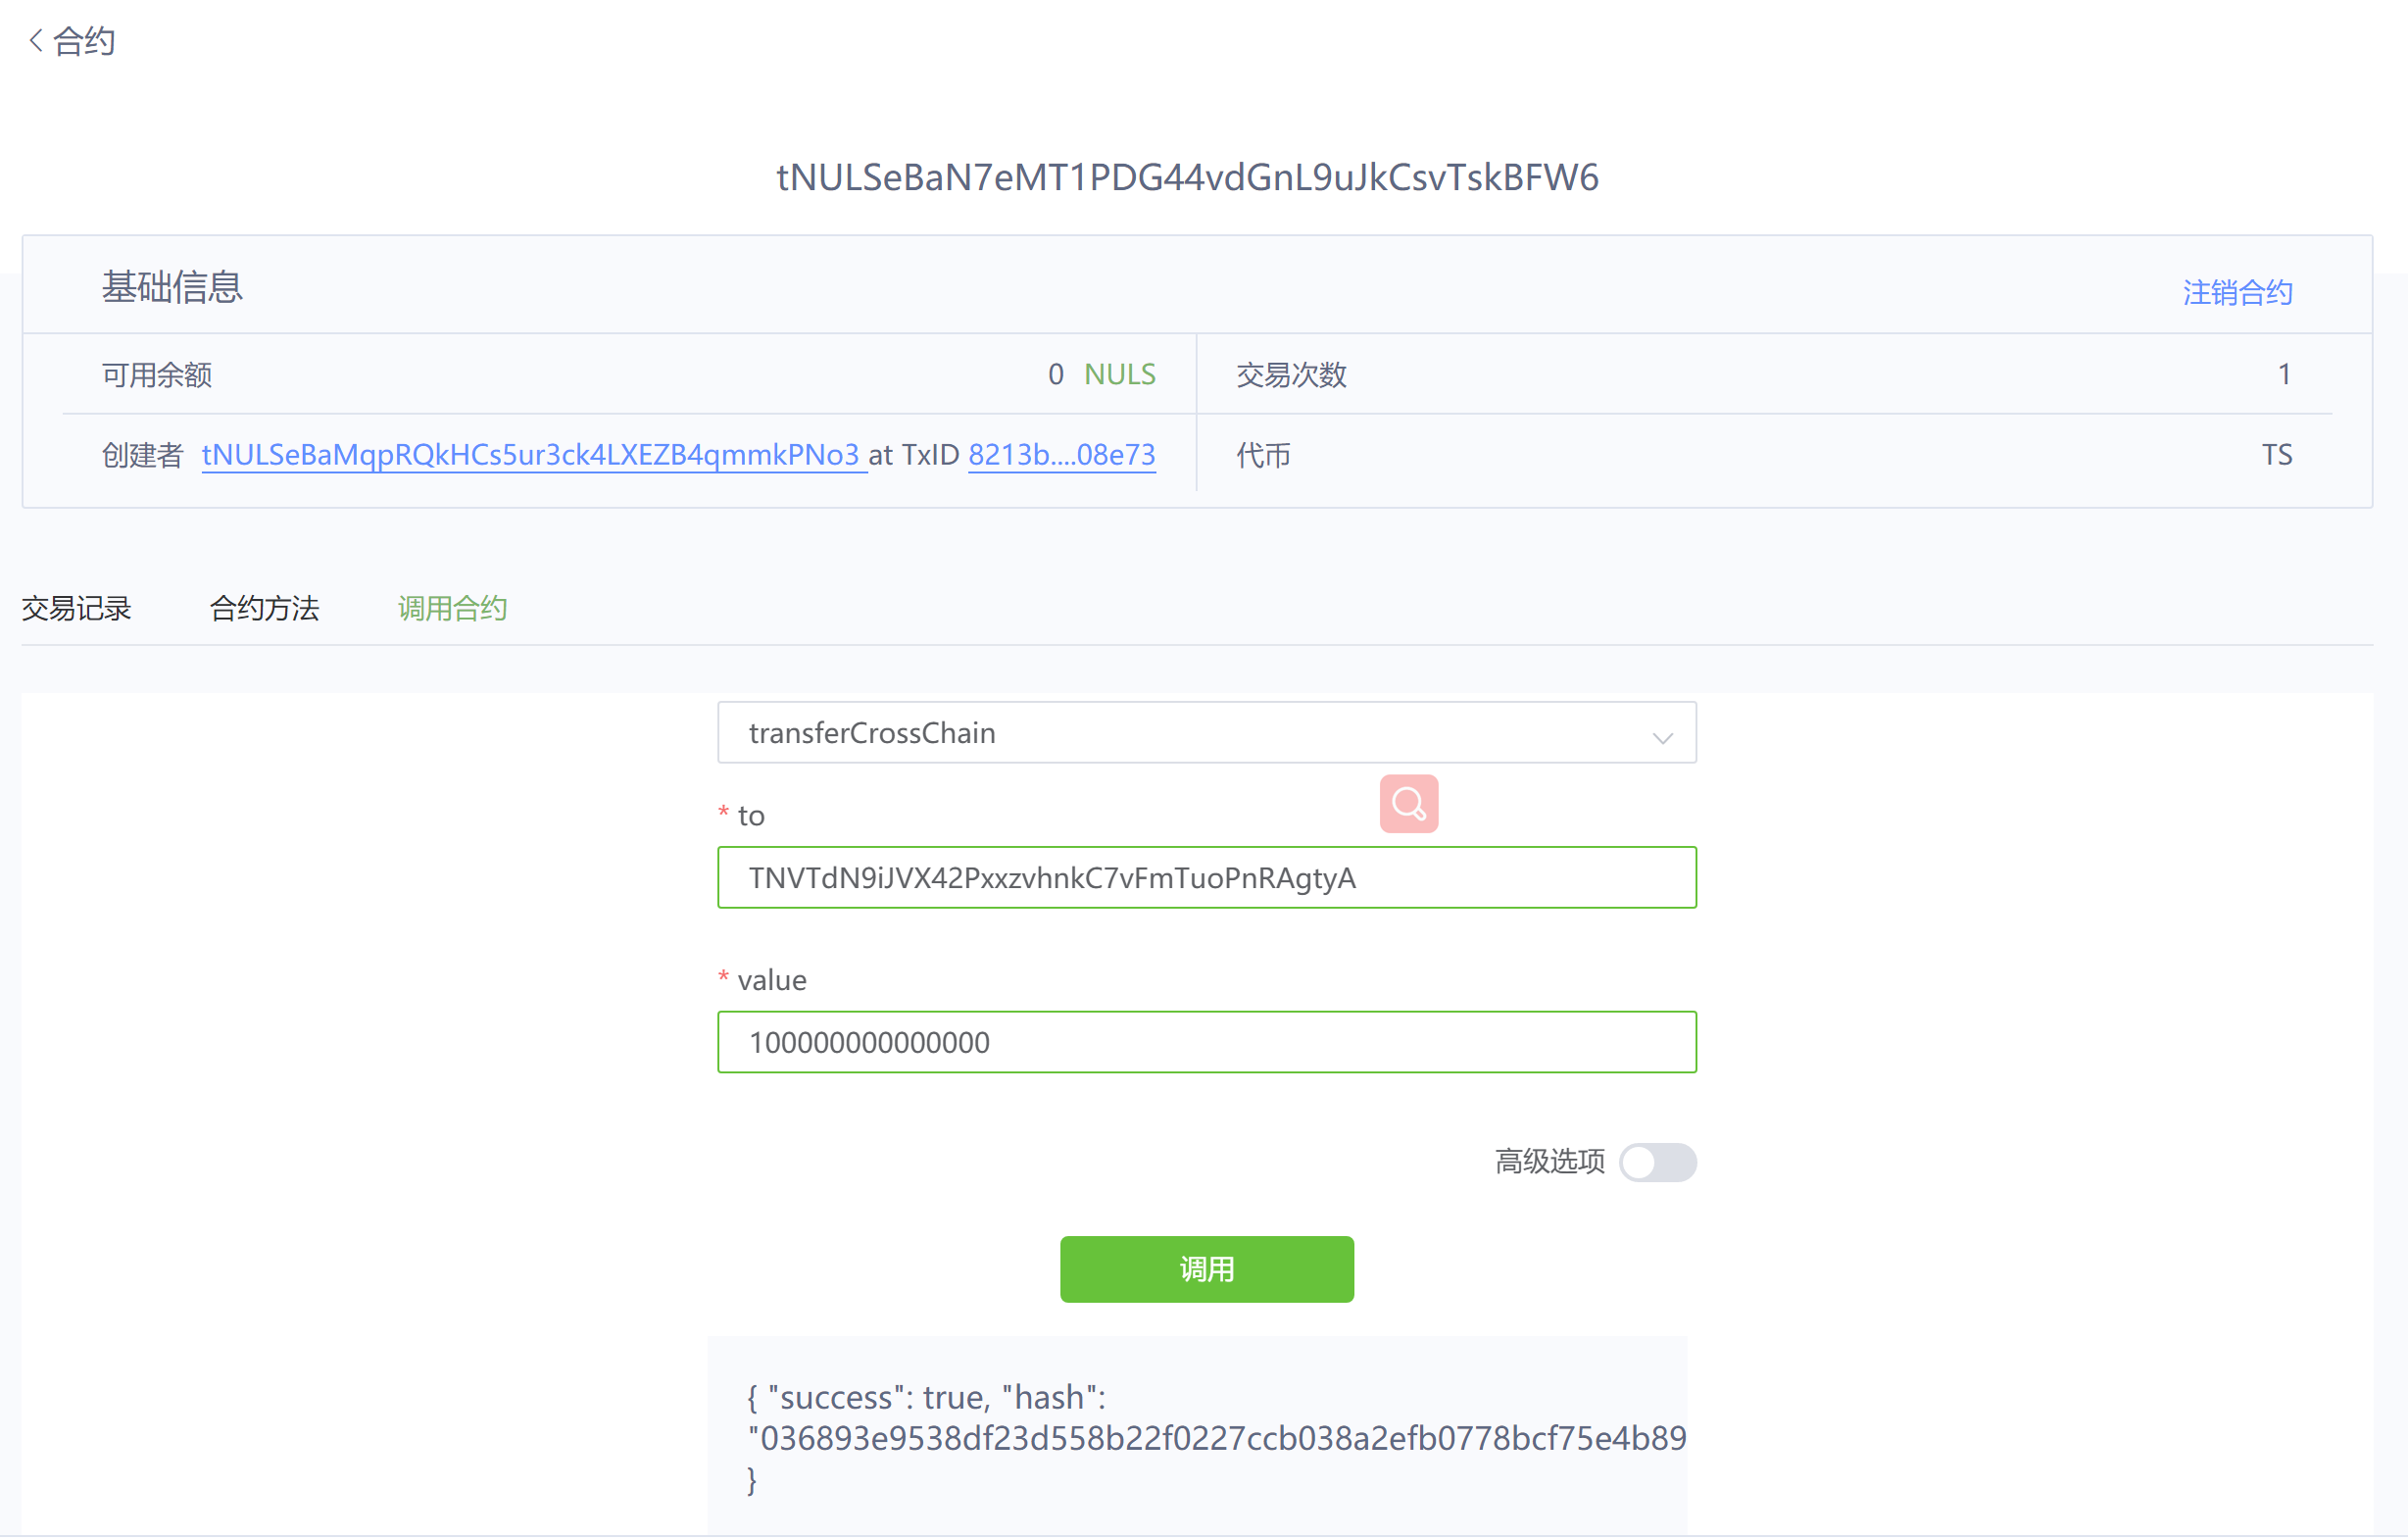 合约
tNULSeBaN7eMT1PDG44vdGnL9uJkCsvTskBFW6
基础信息
注销合约
可用余额 0 NULS
交易次数 1
创建者 tNULSeBaMqpRQkHCs5ur3ck4LXEZB4qmmkPNo3 at TxID 8213b....08e73
代币 TS
交易记录 合约方法 调用合约
transferCrossChain
* to
TNVTdN9iJVX42PxxzvhnkC7vFmTuoPnRAgtyA
* value
100000000000000
高级选项
调用
{ "success": true, "hash":
"036893e9538df23d558b22f0227ccb038a2efb0778bcf75e4b89
}